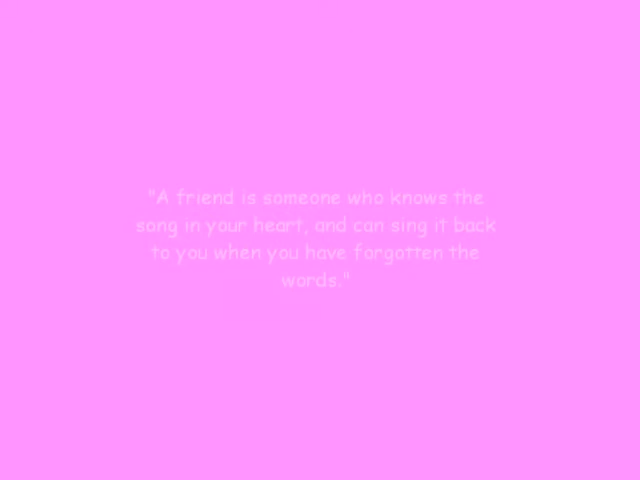 "A friend is someone who knows the
song in your heart, and can sing it back
to you when you have forgotten the
words."